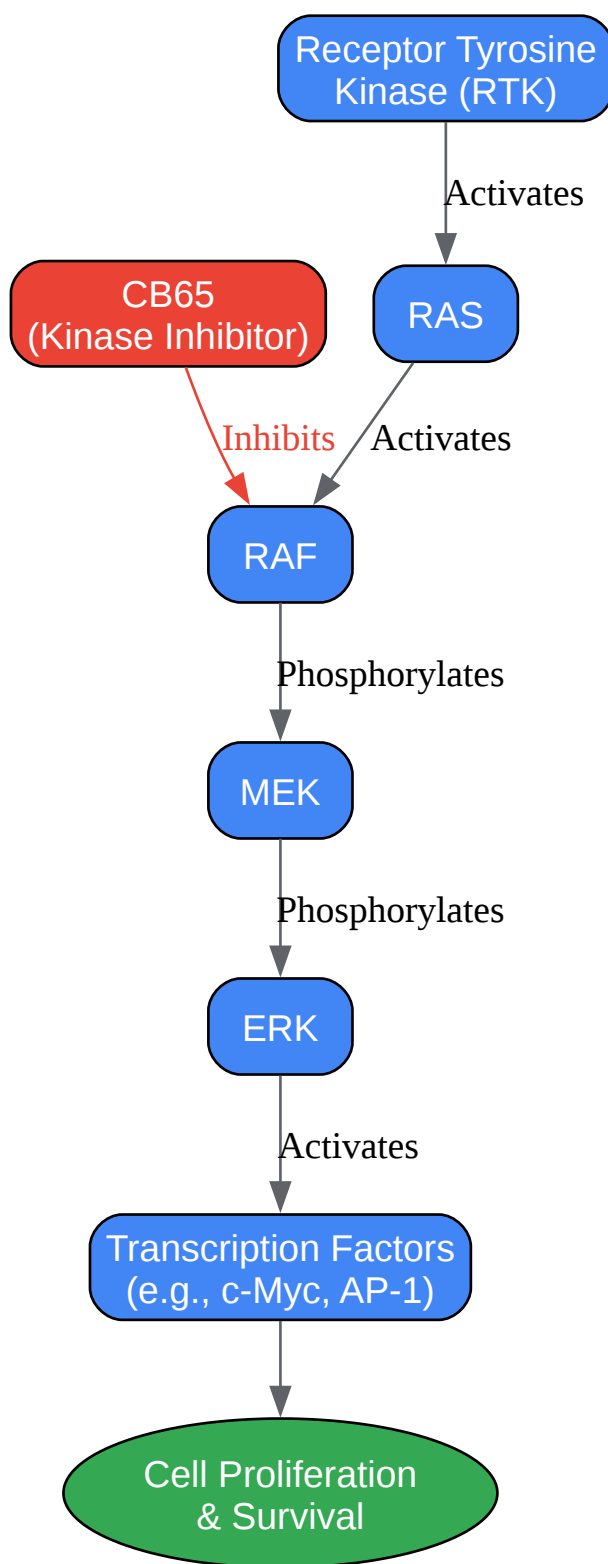 Receptor Tyrosine
Kinase (RTK)
Activates
CB65
(Kinase Inhibitor)
RAS
Inhibits
Activates
RAF
Phosphorylates
MEK
Phosphorylates
ERK
Activates
Transcription Factors
(e.g., c-Myc, AP-1)
Cell Proliferation
& Survival